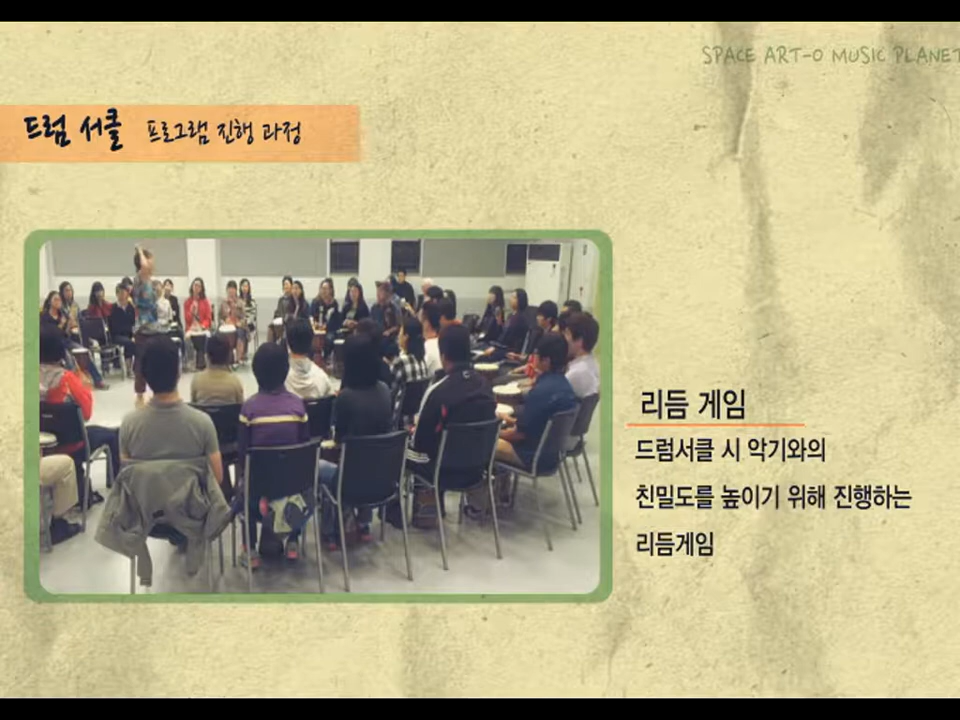 SPACE ART-O MUSIC PLANET
드럼 서클 프로그램 진행 과정
리듬 게임
드럼서클 시 악기와의
친밀도를 높이기 위해 진행하는
리듬게임